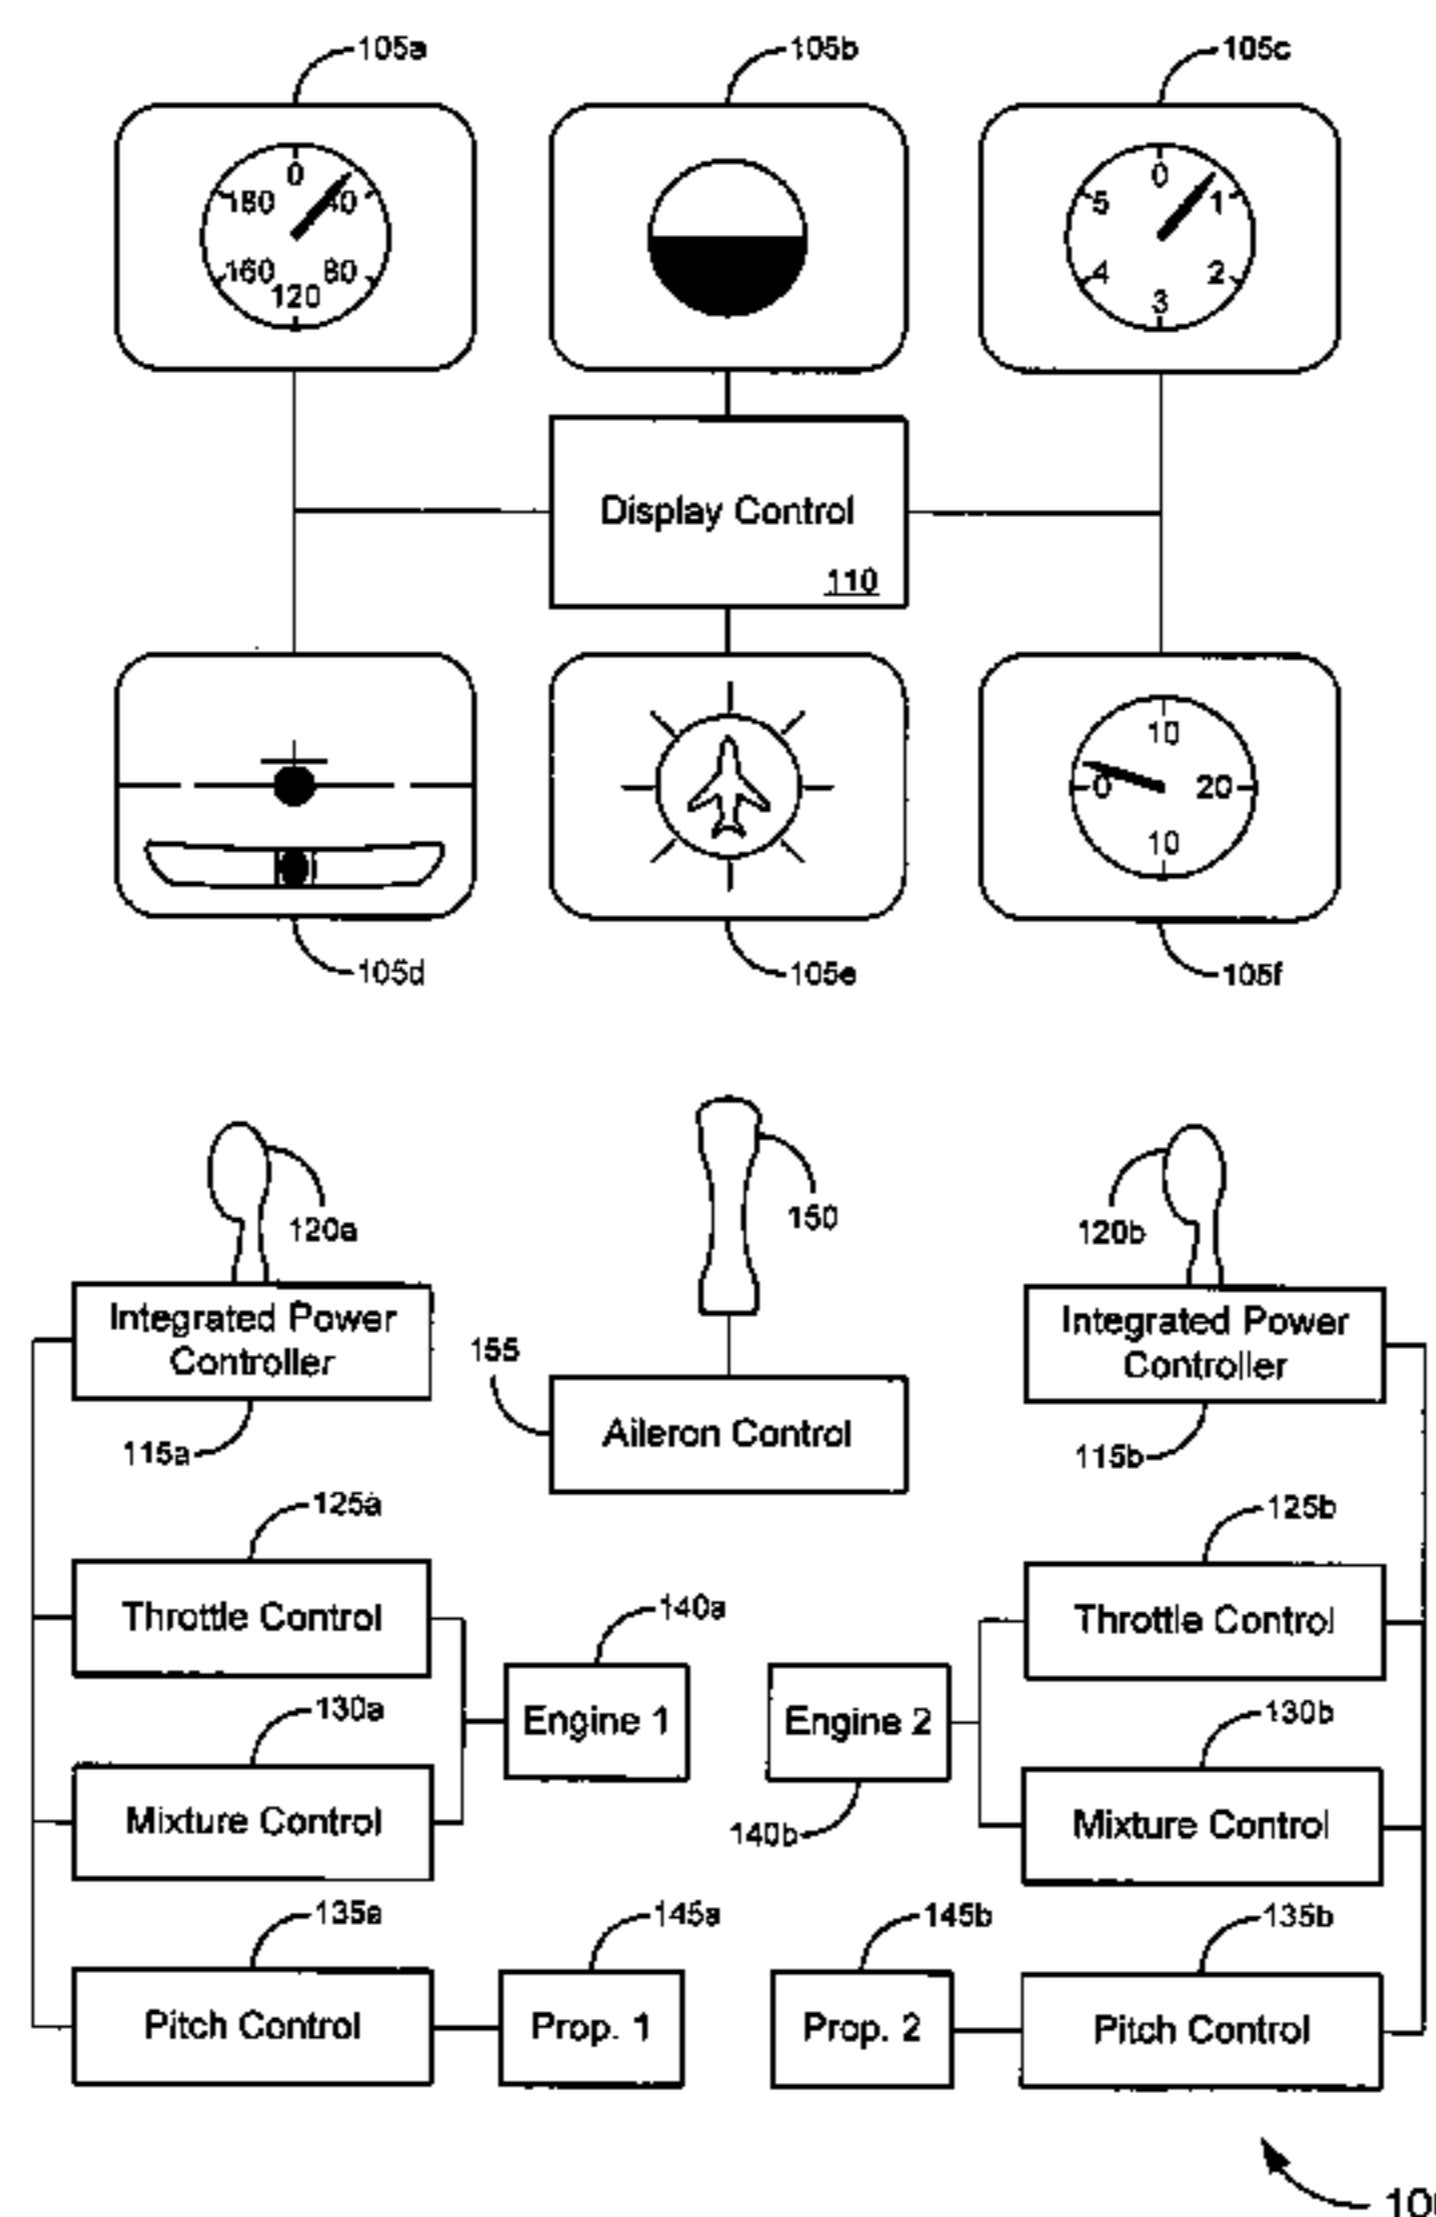 105a
105b
105c
0
180
40
160
80
120
0
5
1
4
2
3
Display Control
110
10
0
20
10
105d
105e
105f
120a
150
120b
Integrated Power
Controller
155
Integrated Power
Controller
Aileron Control
115a
115b
125a
125b
Throttle Control
140a
Throttle Control
130a
Engine 1
Engine 2
130b
Mixture Control
140b
Mixture Control
135a
145a
145b
135b
Pitch Control
Prop. 1
Prop. 2
Pitch Control